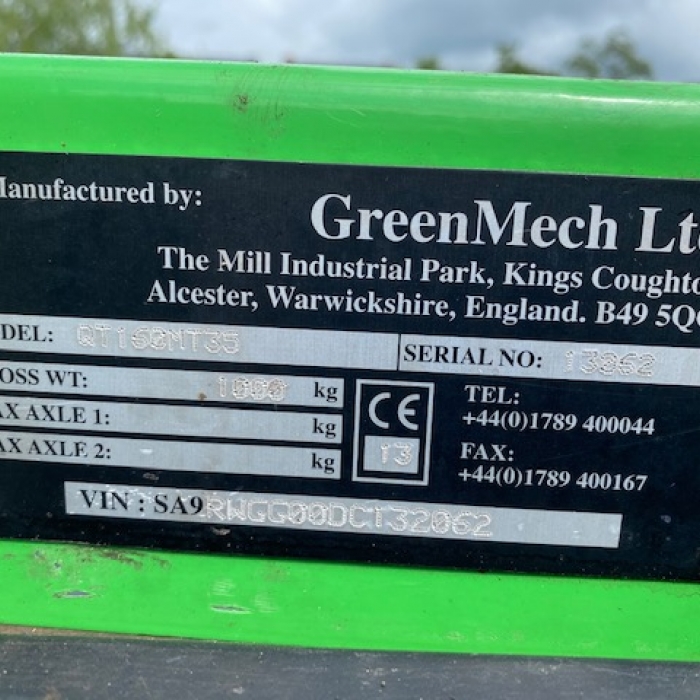 Manufactured by:
GreenMech Lt
The Mill Industrial Park, Kings Coughto
Alcester, Warwickshire, England. B49 5Q
DEL: QT160MT35
SERIAL NO: 13062
OSS WT: 1000 kg
AX AXLE 1: kg
AX AXLE 2: kg
CE
13
TEL:
+44(0)1789 400044
FAX:
+44(0)1789 400167
VIN : SA9RWGG00DCT32062